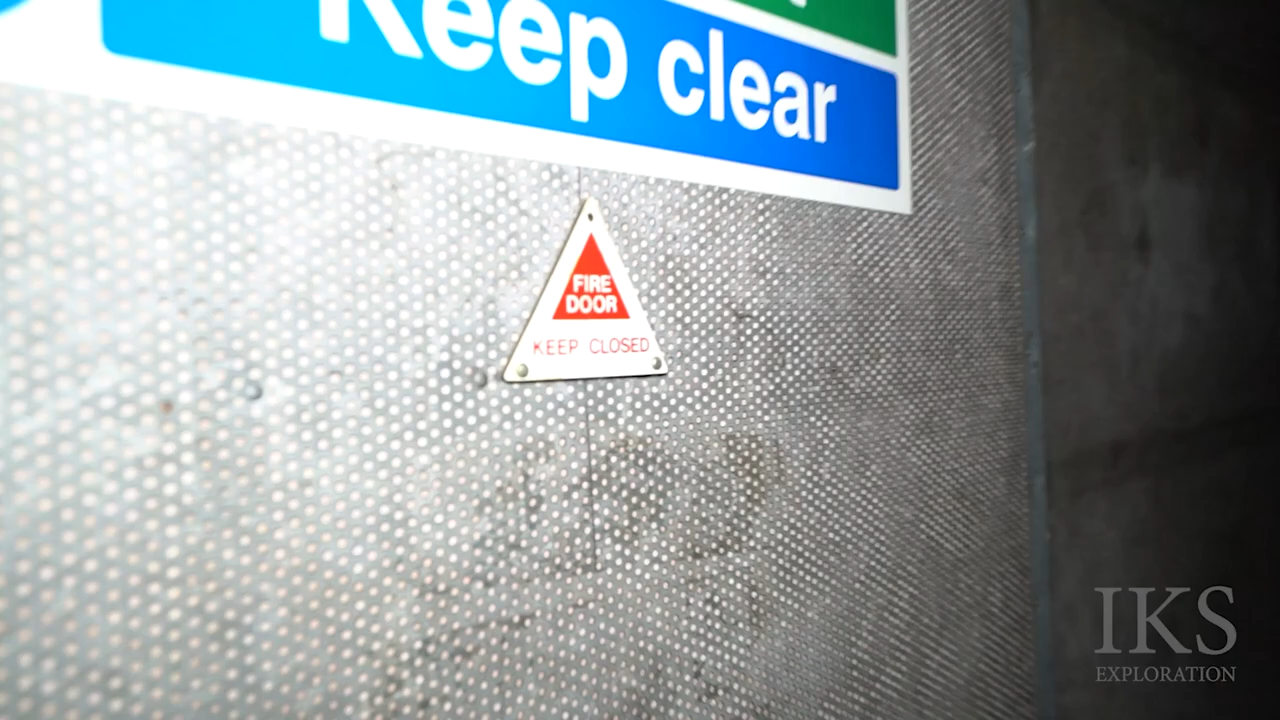 Keep clear
FIRE
DOOR
KEEP CLOSED
IKS
EXPLORATION